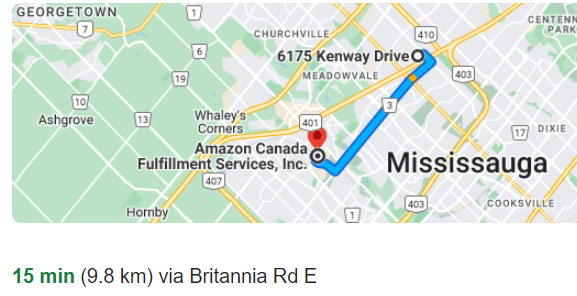 GEORGETOWN
7
1
CHURCHVILLE
410
CENTENN
PARK
6
6175 Kenway Drive
MEADOWVALE
403
19
10
Ashgrove
13
Whaley's
Corners
401
3
17
DIXIE
Amazon Canada
Fulfillment Services, Inc.
Mississauga
407
Hornby
1
403
COOKSVILLE
15 min (9.8 km) via Britannia Rd E